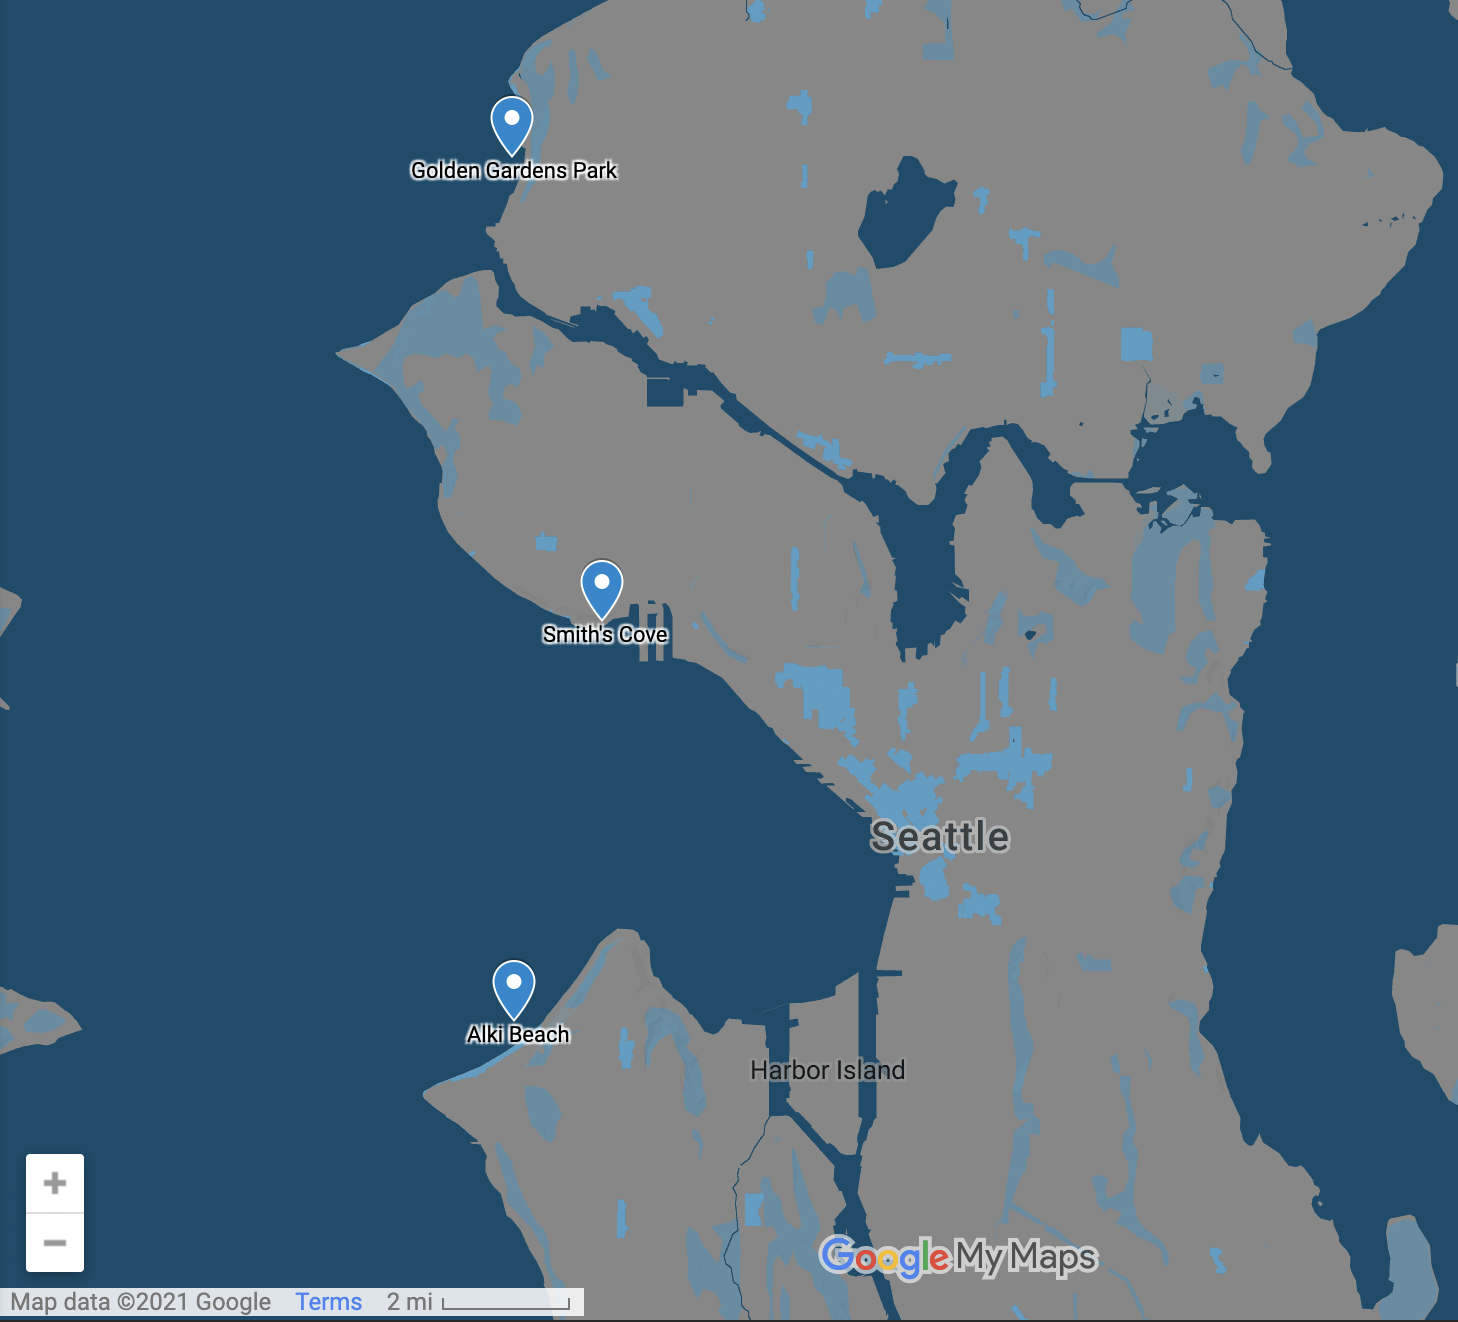 Golden Gardens Park
Smith's Cove
Seattle
Alki Beach
Harbor Island
+
−
Google My Maps
Map data ©2021 Google Terms 2 mi